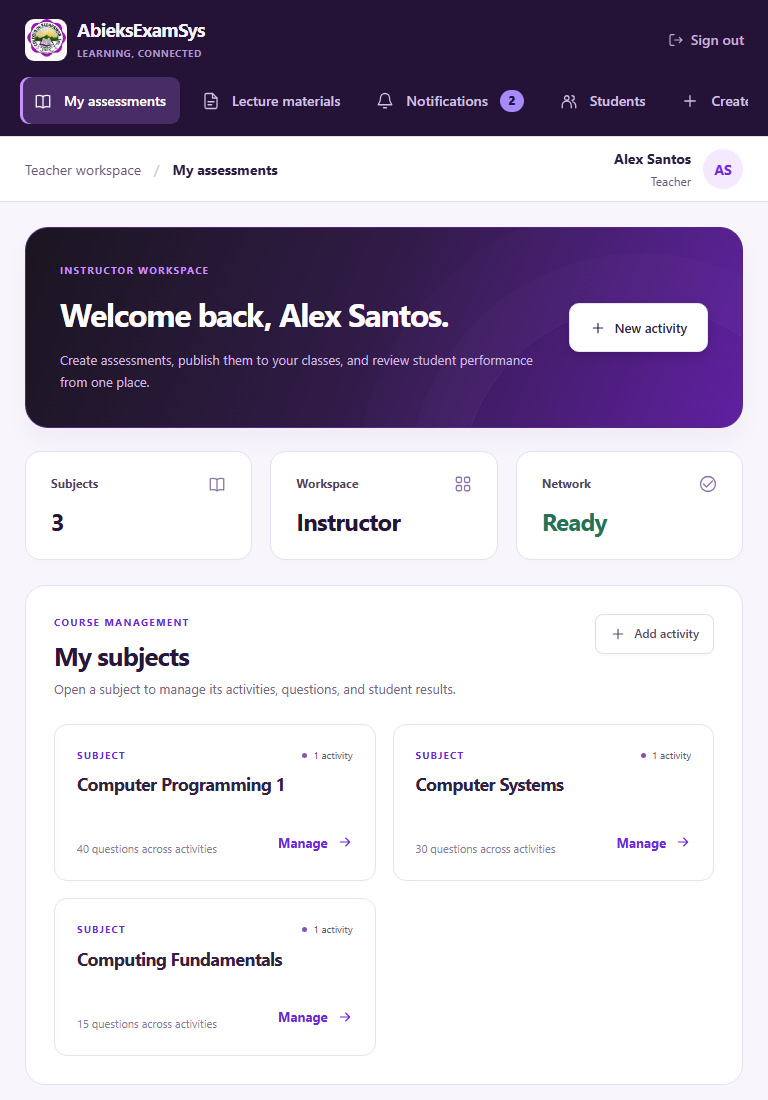 AbieksExamSys
LEARNING, CONNECTED
Sign out
My assessments
Lecture materials
Notifications 2
Students
Create
Teacher workspace / My assessments
Alex Santos
Teacher
AS
INSTRUCTOR WORKSPACE
Welcome back, Alex Santos.
Create assessments, publish them to your classes, and review student performance
from one place.
New activity
Subjects
3
Workspace
Instructor
Network
Ready
COURSE MANAGEMENT
My subjects
Open a subject to manage its activities, questions, and student results.
Add activity
SUBJECT
1 activity
Computer Programming 1
40 questions across activities
Manage
SUBJECT
1 activity
Computer Systems
30 questions across activities
Manage
SUBJECT
1 activity
Computing Fundamentals
15 questions across activities
Manage